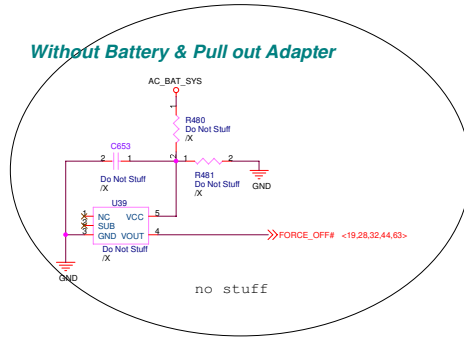 Without Battery & Pull out Adapter
AC_BAT_SYS
1
R480
Do Not Stuff
/X
2
C653
2 1
Do Not Stuff
/X
1 2
R481
Do Not Stuff
/X
GND
U39
1 NC VCC 5
2 SUB
3 GND VOUT 4
Do Not Stuff
/X
FORCE_OFF# <19,28,32,44,63>
GND
no stuff